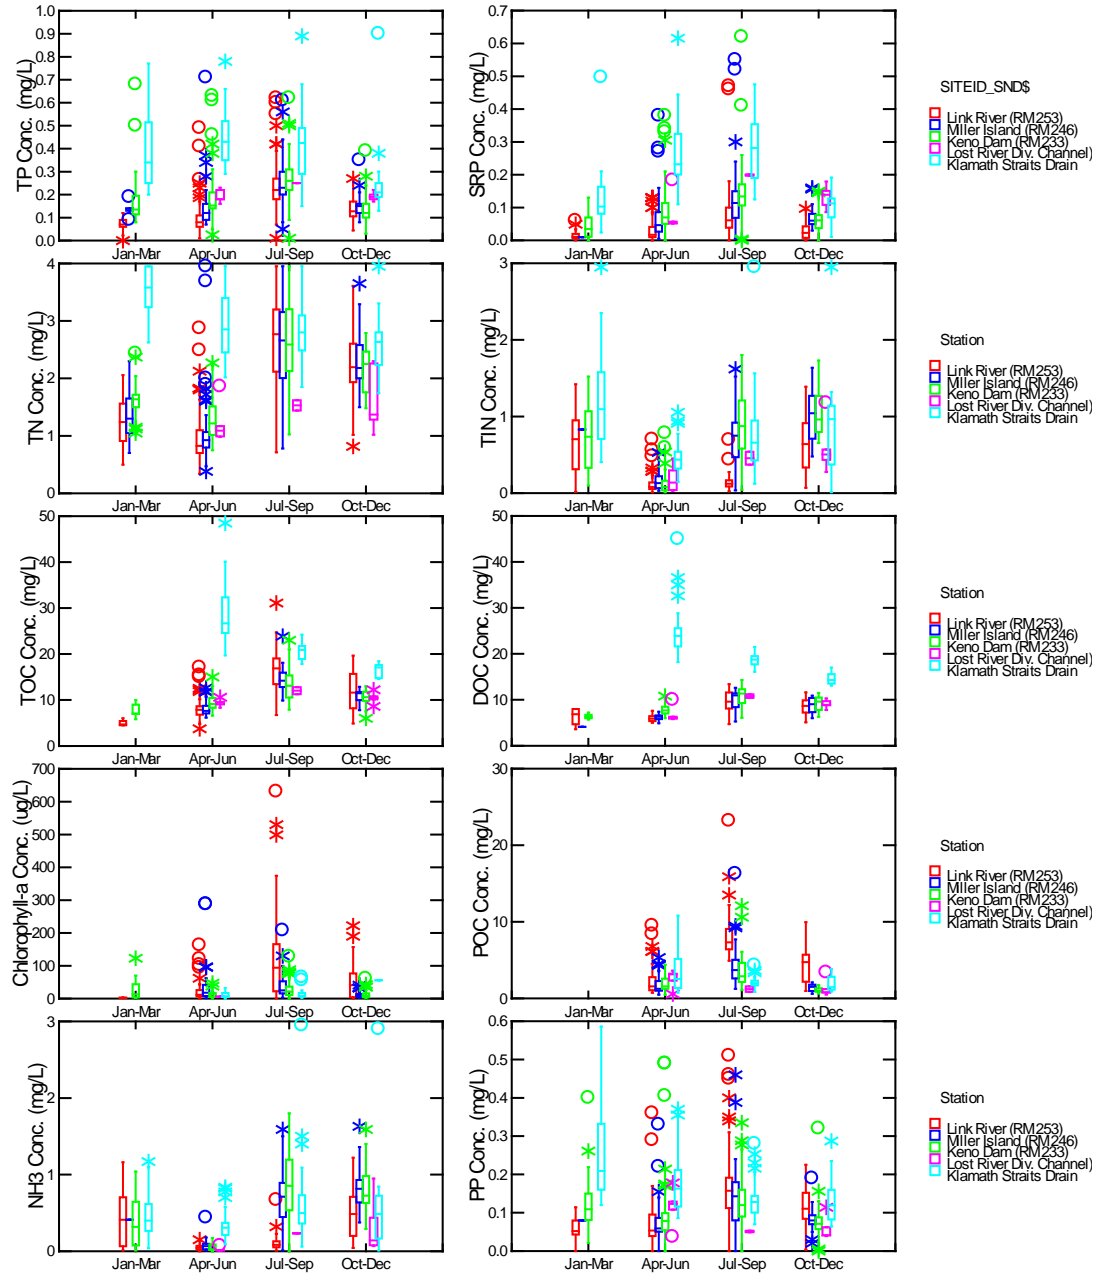 TP Conc. (mg/L)
1.0
0.9
0.8
0.7
0.6
0.5
0.4
0.3
0.2
0.1
0.0
Jan-Mar Apr-Jun Jul-Sep Oct-Dec
SRP Conc. (mg/L)
0.7
0.6
0.5
0.4
0.3
0.2
0.1
0.0
Jan-Mar Apr-Jun Jul-Sep Oct-Dec
SITEID_SND$
Link River (RM253)
Miller Island (RM246)
Keno Dam (RM233)
Lost River Div. Channel)
Klamath Straits Drain
TN Conc. (mg/L)
4
3
2
1
0
Jan-Mar Apr-Jun Jul-Sep Oct-Dec
TIN Conc. (mg/L)
3
2
1
0
Jan-Mar Apr-Jun Jul-Sep Oct-Dec
Station
Link River (RM253)
Miller Island (RM246)
Keno Dam (RM233)
Lost River Div. Channel)
Klamath Straits Drain
TOC Conc. (mg/L)
50
40
30
20
10
0
Jan-Mar Apr-Jun Jul-Sep Oct-Dec
DOC Conc. (mg/L)
50
40
30
20
10
0
Jan-Mar Apr-Jun Jul-Sep Oct-Dec
Station
Link River (RM253)
Miller Island (RM246)
Keno Dam (RM233)
Lost River Div. Channel)
Klamath Straits Drain
Chlorophyll-a Conc. (ug/L)
700
600
500
400
300
200
100
0
Jan-Mar Apr-Jun Jul-Sep Oct-Dec
POC Conc. (mg/L)
30
20
10
0
Jan-Mar Apr-Jun Jul-Sep Oct-Dec
Station
Link River (RM253)
Miller Island (RM246)
Keno Dam (RM233)
Lost River Div. Channel)
Klamath Straits Drain
NH3 Conc. (mg/L)
3
2
1
0
Jan-Mar Apr-Jun Jul-Sep Oct-Dec
PP Conc. (mg/L)
0.6
0.5
0.4
0.3
0.2
0.1
0.0
Jan-Mar Apr-Jun Jul-Sep Oct-Dec
Station
Link River (RM253)
Miller Island (RM246)
Keno Dam (RM233)
Lost River Div. Channel)
Klamath Straits Drain